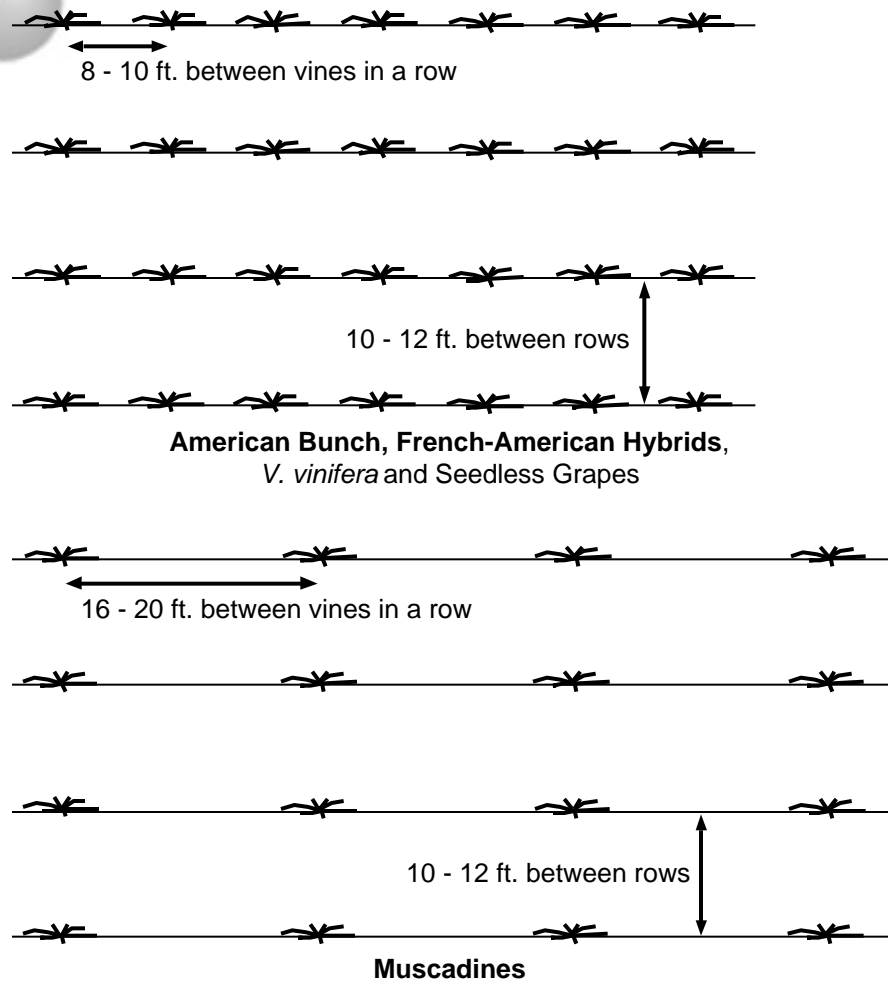 8 - 10 ft. between vines in a row
10 - 12 ft. between rows
American Bunch, French-American Hybrids,
V. vinifera and Seedless Grapes
16 - 20 ft. between vines in a row
10 - 12 ft. between rows
Muscadines